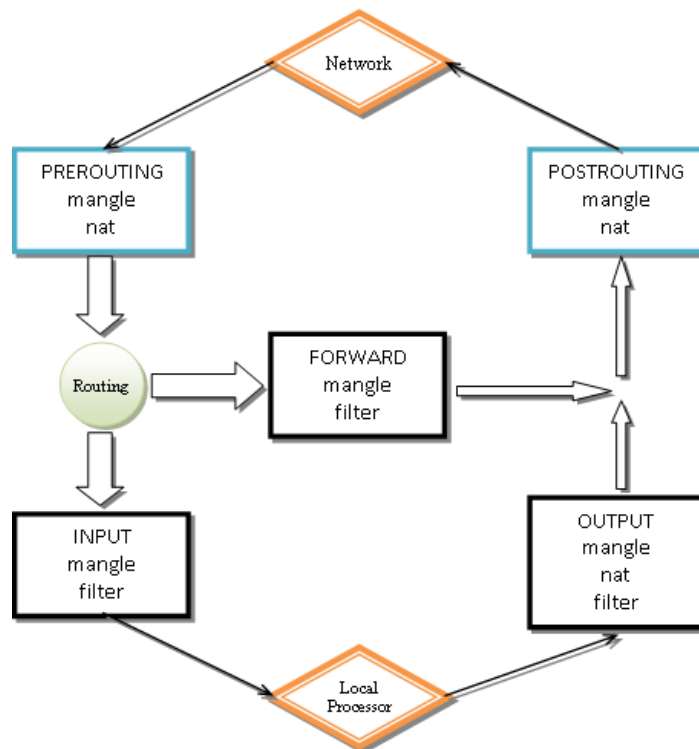 Network
PREROUTING
mangle
nat
POSTROUTING
mangle
nat
Routing
FORWARD
mangle
filter
INPUT
mangle
filter
OUTPUT
mangle
nat
filter
Local
Processor